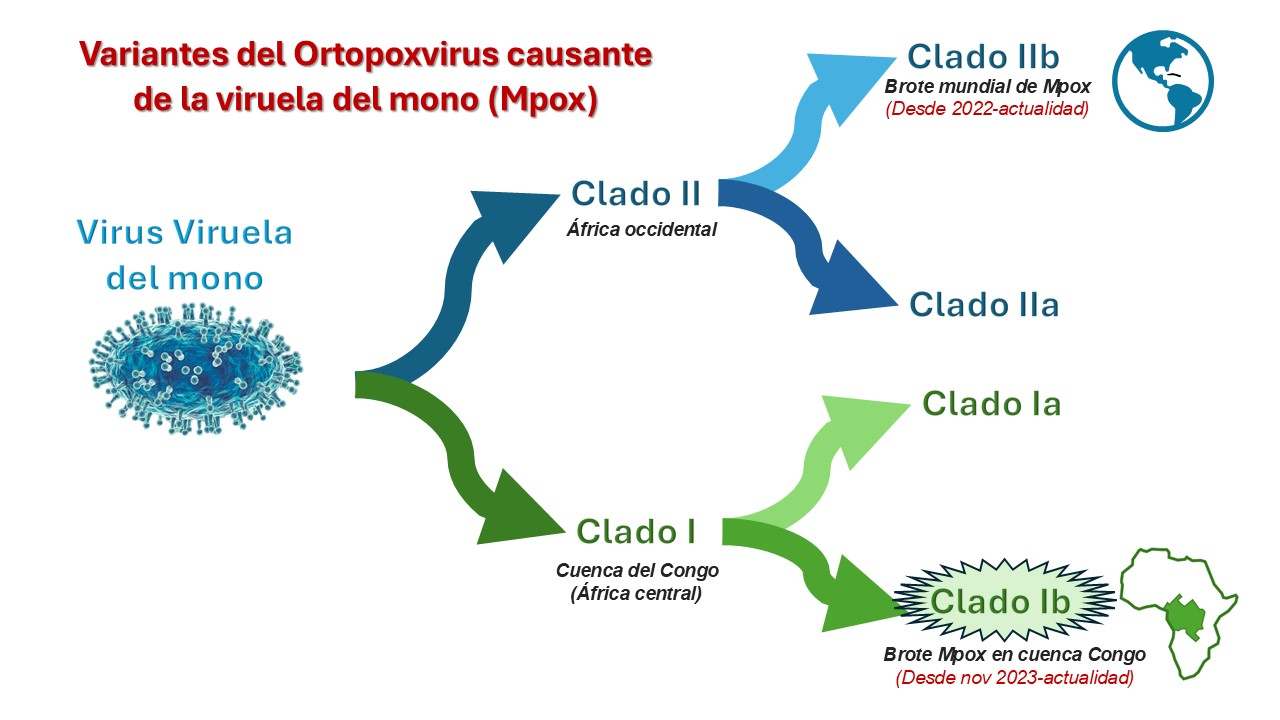 Variantes del Ortopoxvirus causante
de la viruela del mono (Mpox)
Virus Viruela
del mono
Clado II
África occidental
Clado IIb
Brote mundial de Mpox
(Desde 2022-actualidad)
Clado IIa
Clado I
Cuenca del Congo
(África central)
Clado Ia
Clado Ib
Brote Mpox en cuenca Congo
(Desde nov 2023-actualidad)